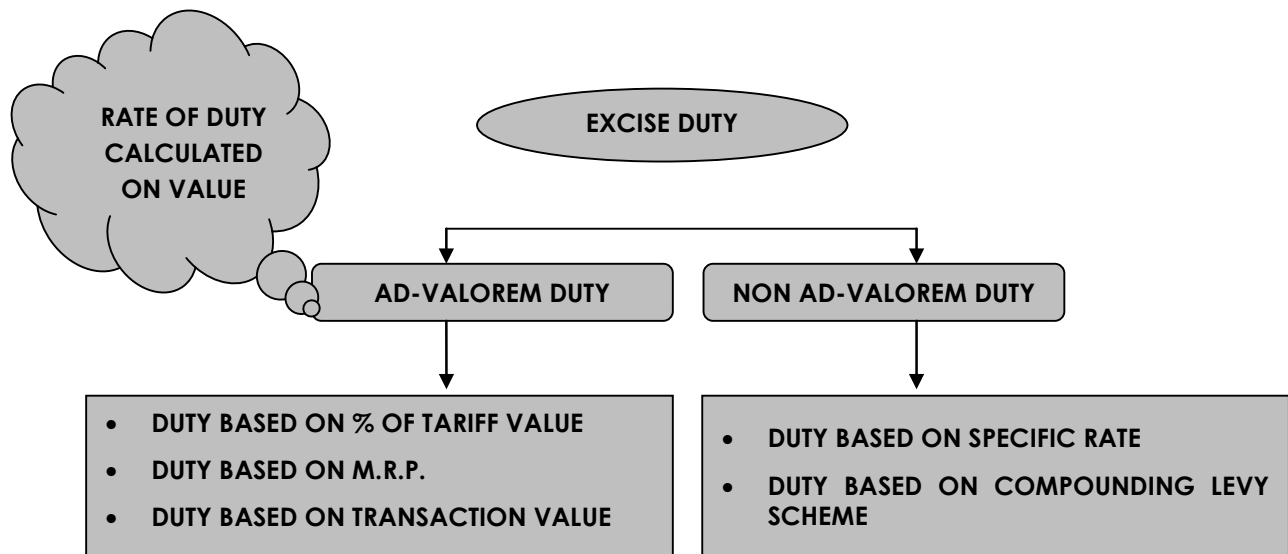 RATE OF DUTY
CALCULATED
ON VALUE
EXCISE DUTY
AD-VALOREM DUTY
NON AD-VALOREM DUTY
• DUTY BASED ON % OF TARIFF VALUE
• DUTY BASED ON M.R.P.
• DUTY BASED ON TRANSACTION VALUE
• DUTY BASED ON SPECIFIC RATE
• DUTY BASED ON COMPOUNDING LEVY
SCHEME